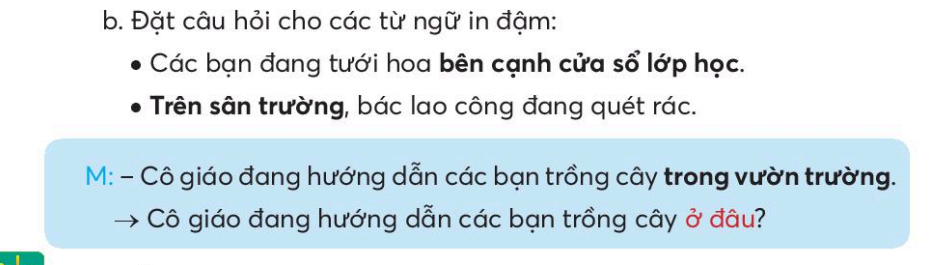 b. Đặt câu hỏi cho các từ ngữ in đậm:
• Các bạn đang tưới hoa bên cạnh cửa sổ lớp học.
• Trên sân trường, bác lao công đang quét rác.
M: – Cô giáo đang hướng dẫn các bạn trồng cây trong vườn trường.
→ Cô giáo đang hướng dẫn các bạn trồng cây ở đâu?